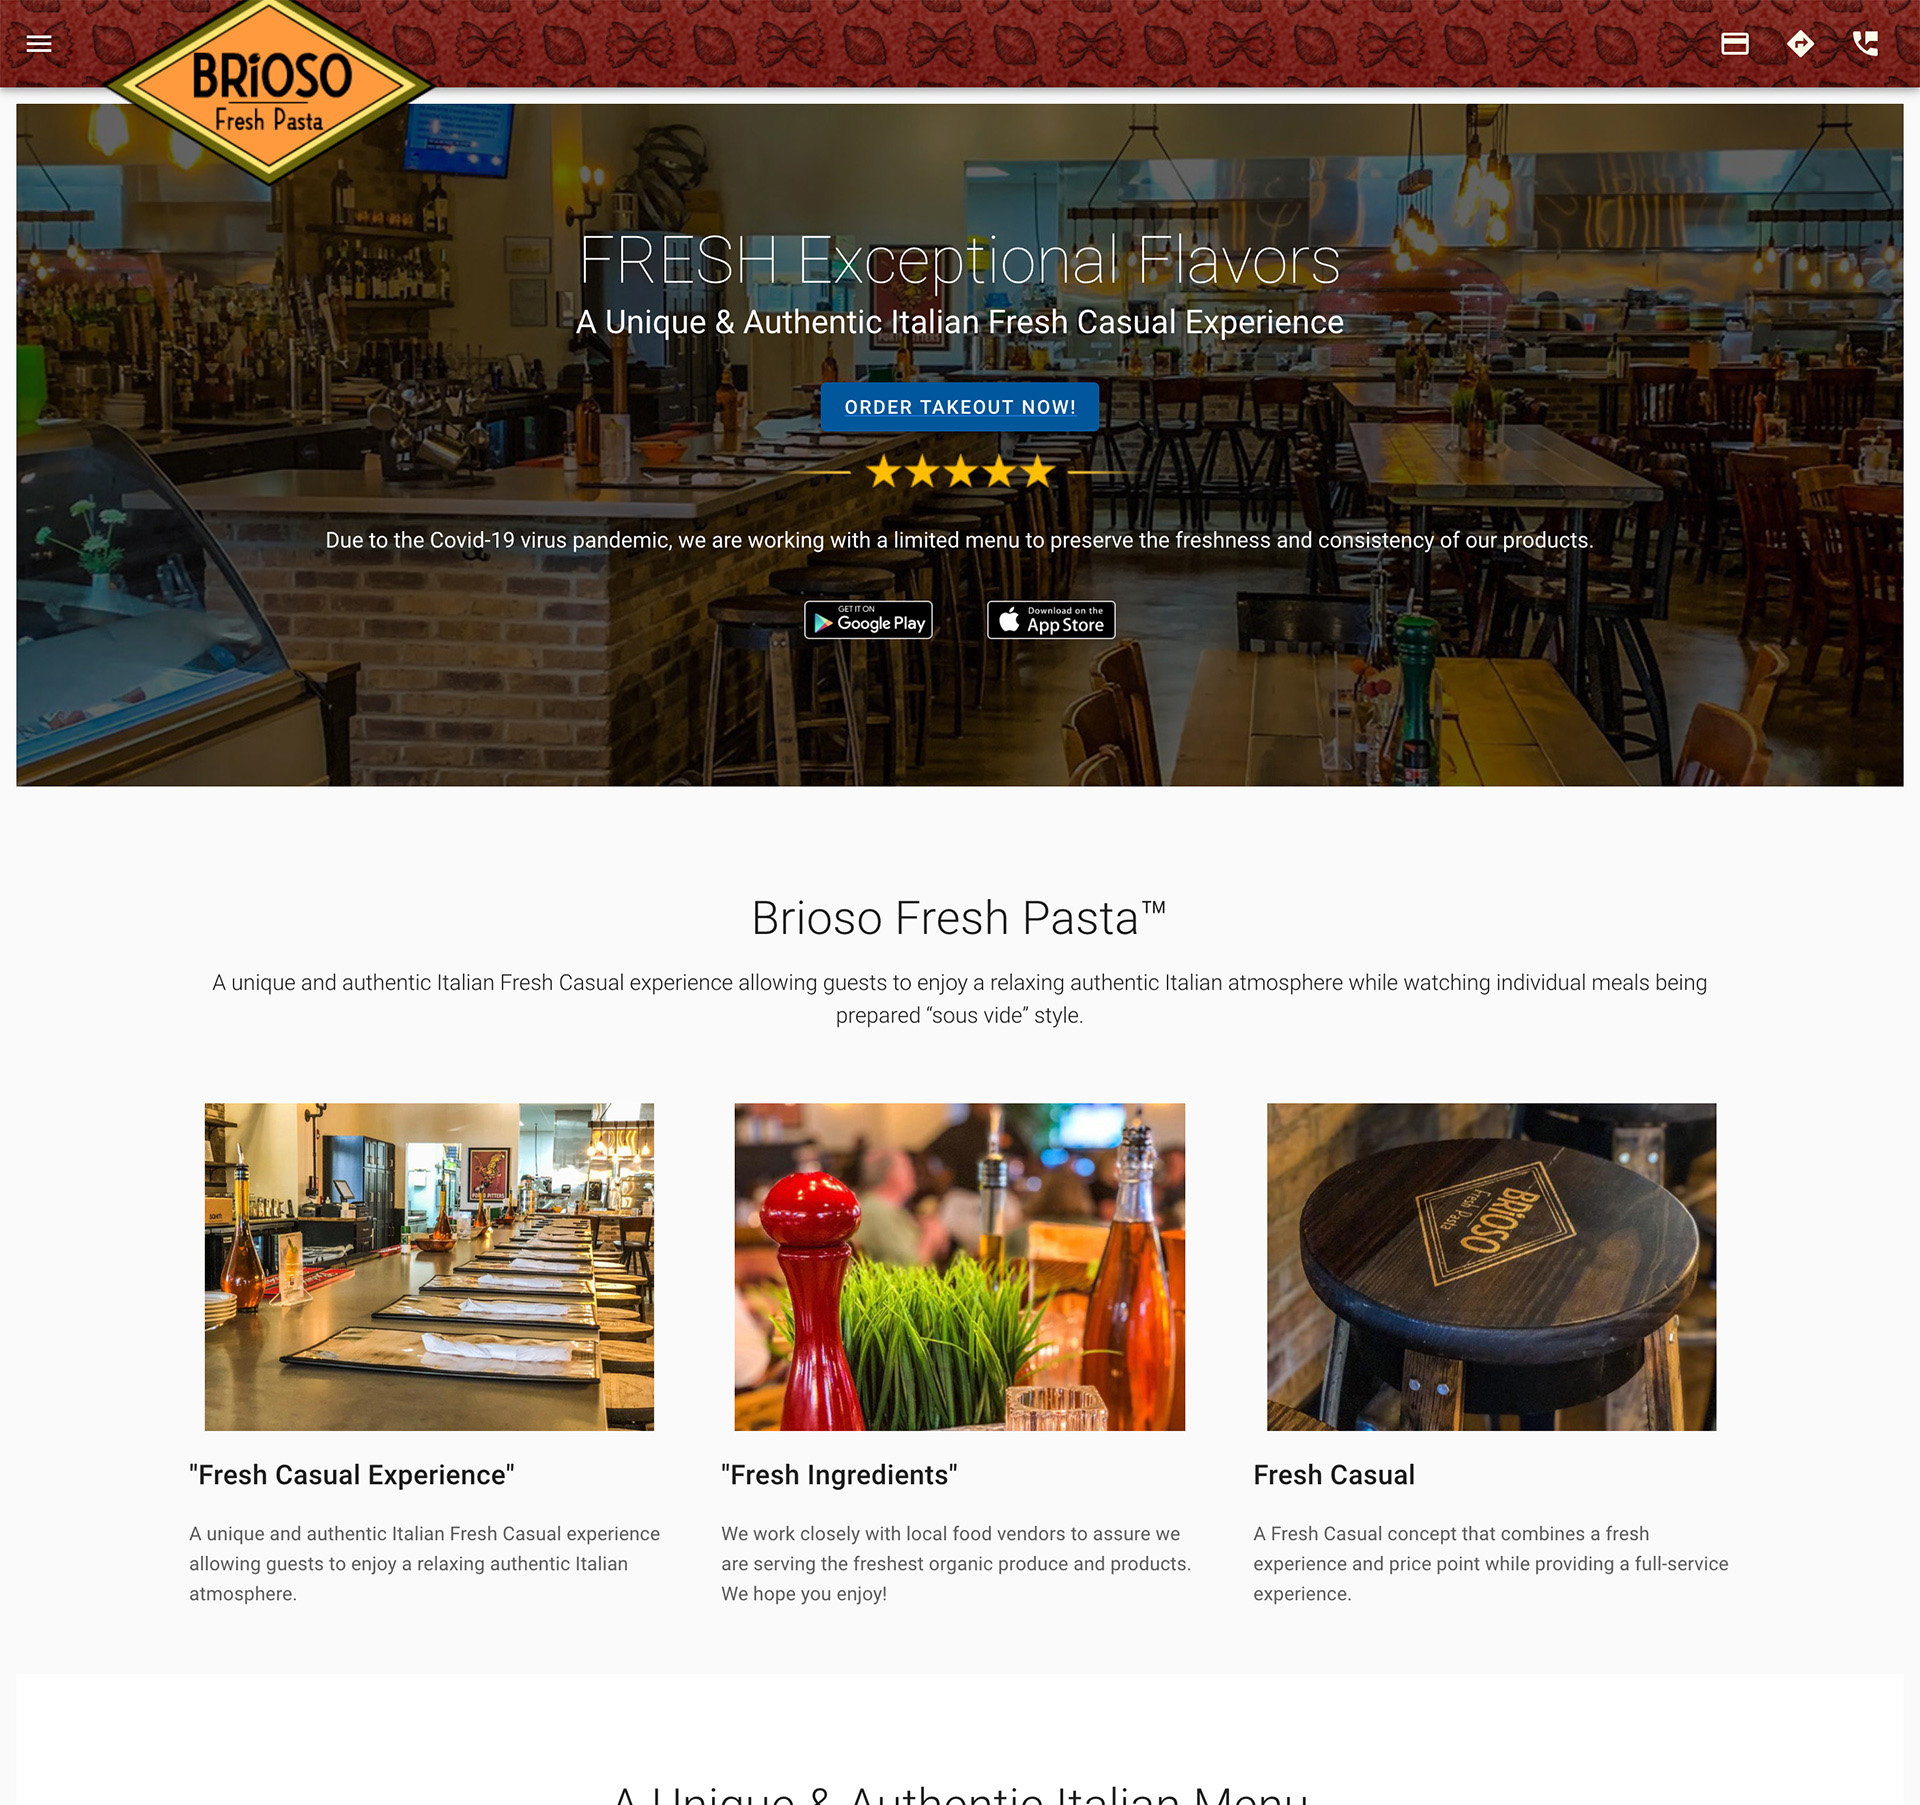 BRiOSO
Fresh Pasta
FRESH Exceptional Flavors
A Unique & Authentic Italian Fresh Casual Experience
ORDER TAKEOUT NOW!
Due to the Covid-19 virus pandemic, we are working with a limited menu to preserve the freshness and consistency of our products.
GET IT ON
Google Play
Download on the
App Store
Brioso Fresh Pasta™
A unique and authentic Italian Fresh Casual experience allowing guests to enjoy a relaxing authentic Italian atmosphere while watching individual meals being
prepared “sous vide” style.
BRiOSO
Fresh Pasta
"Fresh Casual Experience"
"Fresh Ingredients"
Fresh Casual
A unique and authentic Italian Fresh Casual experience
allowing guests to enjoy a relaxing authentic Italian
atmosphere.
We work closely with local food vendors to assure we
are serving the freshest organic produce and products.
We hope you enjoy!
A Fresh Casual concept that combines a fresh
experience and price point while providing a full-service
experience.
A Unique & Authentic Italian Menu